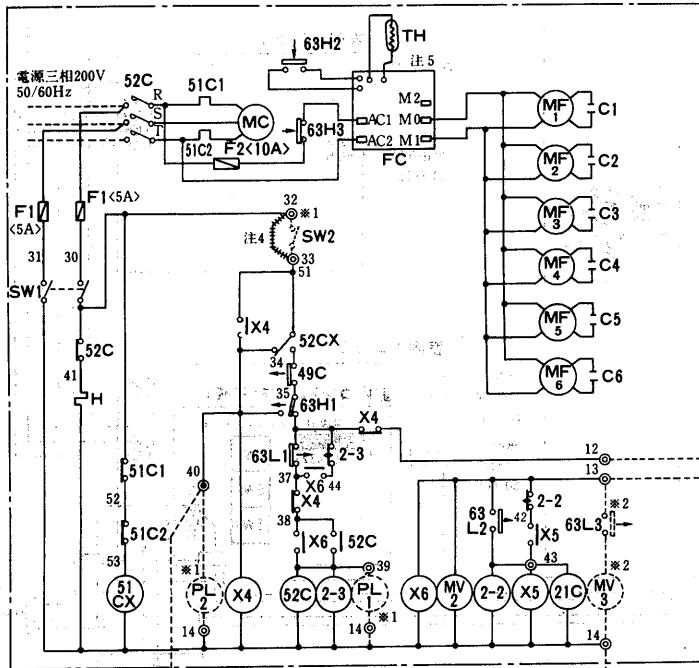 63H2
TH
注5
電源三相200V
50/60Hz
52C
R
S
T
51C1
51C2
MC
F2<10A>
63H3
AC1
AC2
M2
M0
M1
FC
MF
1
C1
MF
2
C2
MF
3
C3
MF
4
C4
MF
5
C5
MF
6
C6
F1
<5A>
F1<5A>
31
30
SW1
52C
41
H
32
※1
注4
SW2
33
51
X4
52CX
34
49C
35
63H1
X4
63L1
2-3
37
X6
44
X4
38
X6
52C
39
40
51C1
52
51C2
53
51
CX
※1
PL
2
14
X4
52C
2-3
PL
1
※1
14
12
13
63
L2
42
2-2
X5
43
63L3
※2
※2
X6
MV
2
2-2
X5
21C
MV
3
14